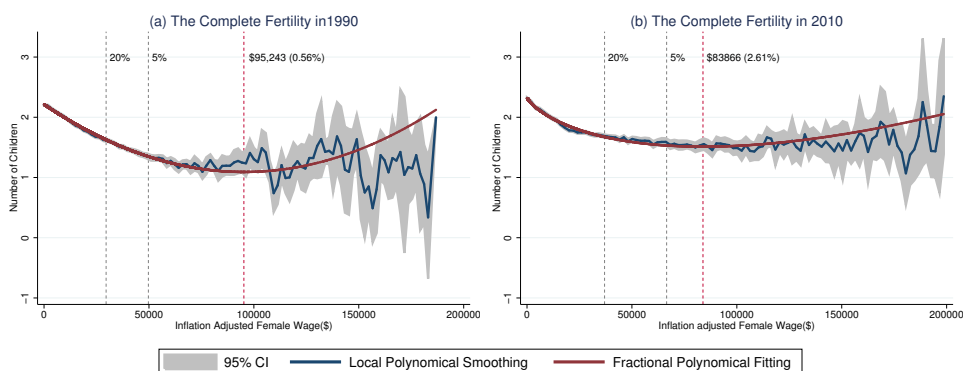 (a) The Complete Fertility in1990
20%
5%
$95,243 (0.56%)
Number of Children
3
2
1
0
−1
0
50000
100000
150000
200000
Inflation Adjusted Female Wage($)
(b) The Complete Fertility in 2010
20%
5%
$83866 (2.61%)
Number of Children
3
2
1
0
−1
0
50000
100000
150000
200000
Inflation adjusted Female Wage($)
95% CI
Local Polynomical Smoothing
Fractional Polynomical Fitting